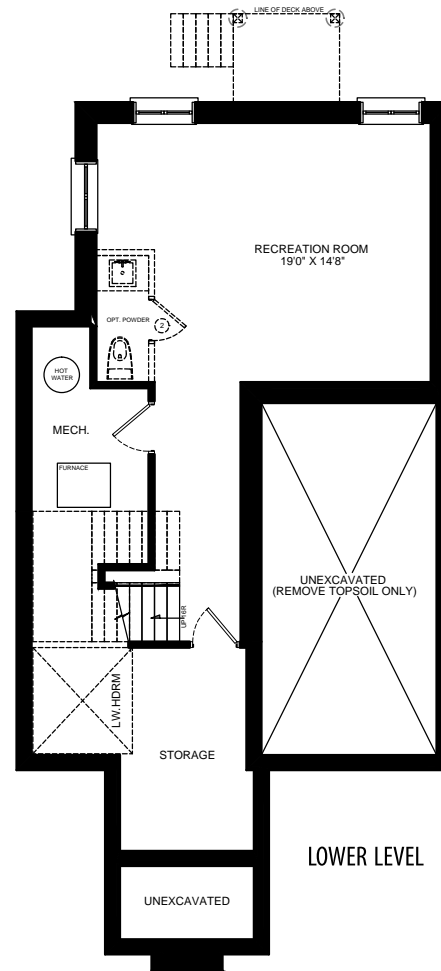 LINE OF DECK ABOVE
RECREATION ROOM
19'0" X 14'8"
OPT. POWDER
2
HOT
WATER
MECH.
FURNACE
UNEXCAVATED
(REMOVE TOPSOIL ONLY)
LW.HDRM
STORAGE
LOWER LEVEL
UNEXCAVATED